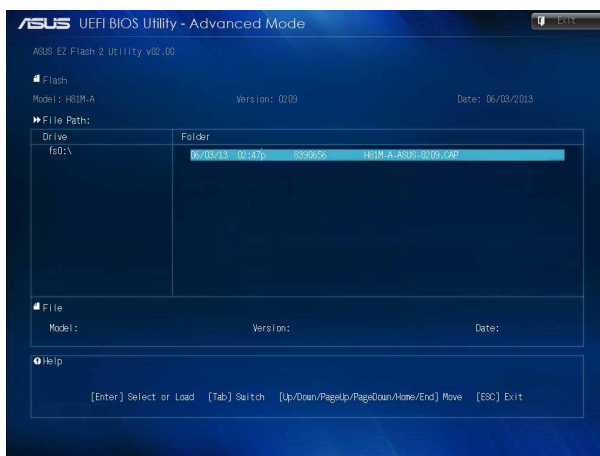 ASUS UEFI BIOS Utility - Advanced Mode
Exit
ASUS EZ Flash 2 Utility v02.00
Flash
Model: H81M-A Version: 0209 Date: 06/03/2013
File Path:
Drive Folder
fs0:\ 06/03/13 02:47p 8390656 H81M-A-ASUS-0209.CAP
File
Model: Version: Date:
Help
[Enter] Select or Load [Tab] Switch [Up/Down/PageUp/PageDown/Home/End] Move [ESC] Exit